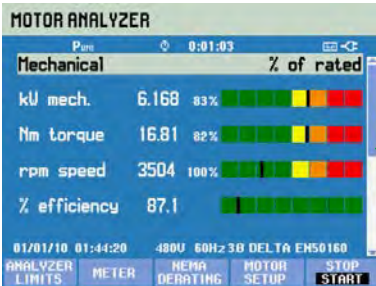 MOTOR ANALYZER
Puni 0:01:03
Mechanical % of rated
kW mech. 6.168 83%
Nm torque 16.81 82%
rpm speed 3504 100%
% efficiency 87.1
01/01/10 01:44:20 480V 60Hz 3Ø DELTA EN50160
ANALYZER LIMITS METER NEMA DERATING MOTOR SETUP STOP START